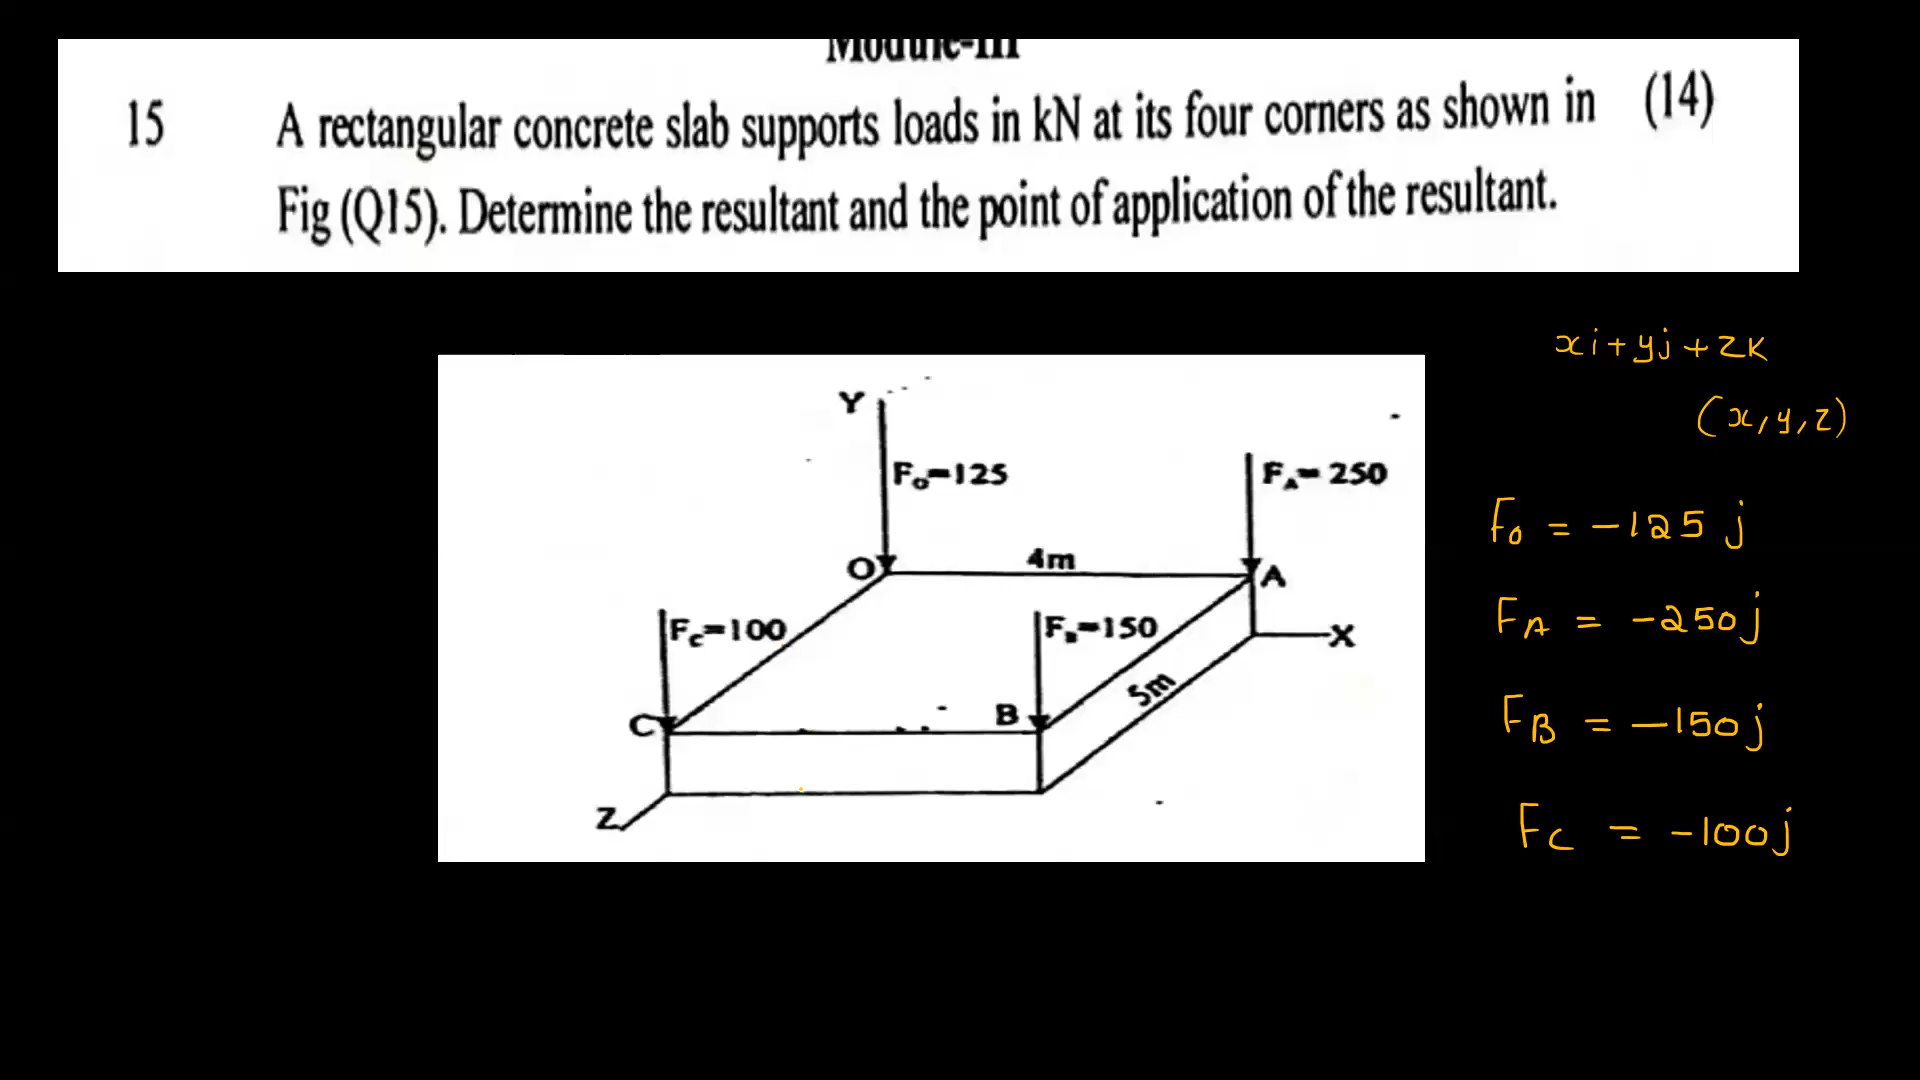 Module-III
15 A rectangular concrete slab supports loads in kN at its four corners as shown in (14)
Fig (Q15). Determine the resultant and the point of application of the resultant.
xi+yj+zk
(x,y,z)
Y
F₀=125
F_A=250
O
4m
A
F_C=100
F_B=150
X
5m
C
B
Z
F₀ = -125 j
F_A = -250j
F_B = -150j
F_C = -100j